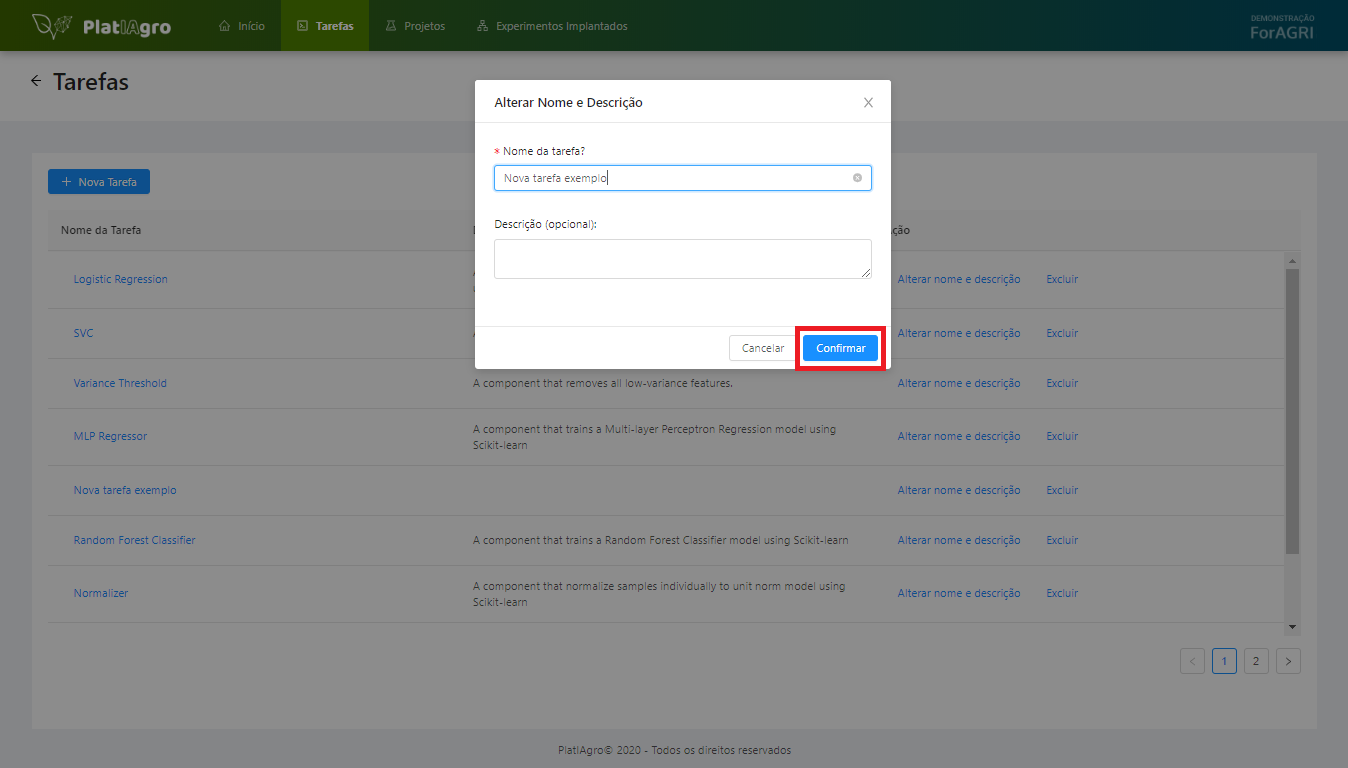 PlatIAgro
Início
Tarefas
Projetos
Experimentos Implantados
DEMONSTRAÇÃO
ForAGRI
Tarefas
Alterar Nome e Descrição
* Nome da tarefa?
Nova tarefa exemplo
Descrição (opcional):
Cancelar
Confirmar
+ Nova Tarefa
Nome da Tarefa
ção
Logistic Regression
Alterar nome e descrição
Excluir
SVC
Alterar nome e descrição
Excluir
Variance Threshold
A component that removes all low-variance features.
Alterar nome e descrição
Excluir
MLP Regressor
A component that trains a Multi-layer Perceptron Regression model using
Scikit-learn
Alterar nome e descrição
Excluir
Nova tarefa exemplo
Alterar nome e descrição
Excluir
Random Forest Classifier
A component that trains a Random Forest Classifier model using Scikit-learn
Alterar nome e descrição
Excluir
Normalizer
A component that normalize samples individually to unit norm model using
Scikit-learn
Alterar nome e descrição
Excluir
< 1 2 >
PlatIAgro© 2020 - Todos os direitos reservados